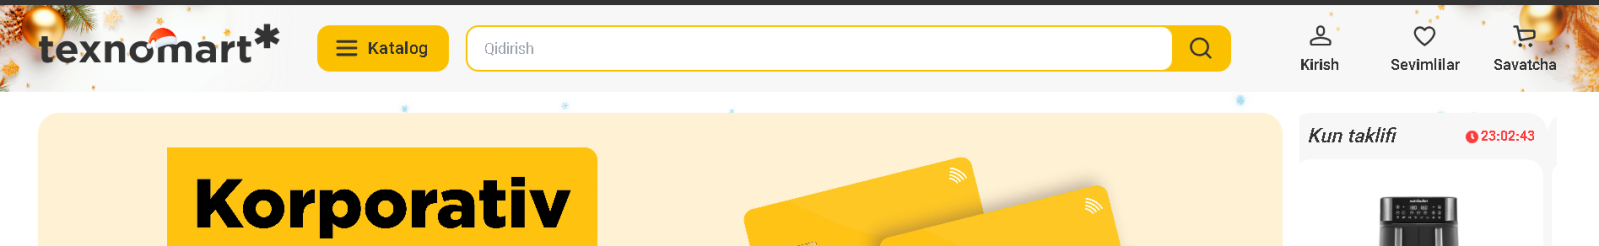 texnomart*
Katalog
Qidirish
Kirish
Sevimlilar
Savatcha
Korporativ
Kun taklifi
23:02:43